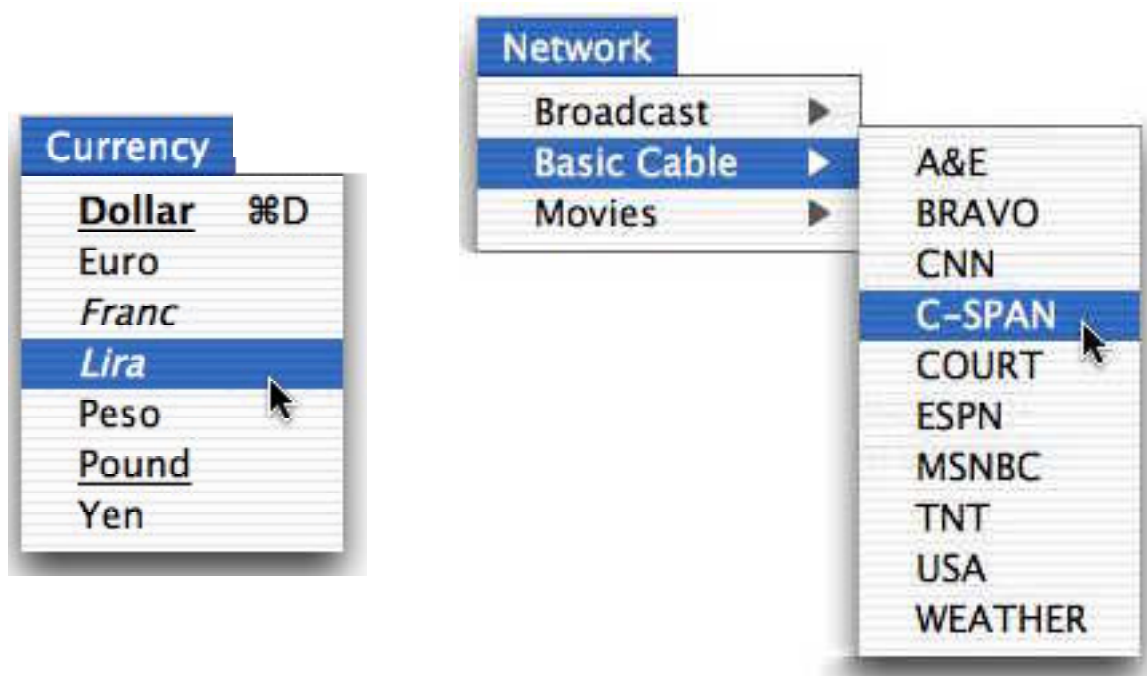 Currency
Dollar ⌘D
Euro
Franc
Lira
Peso
Pound
Yen
Network
Broadcast
Basic Cable
Movies
A&E
BRAVO
CNN
C-SPAN
COURT
ESPN
MSNBC
TNT
USA
WEATHER